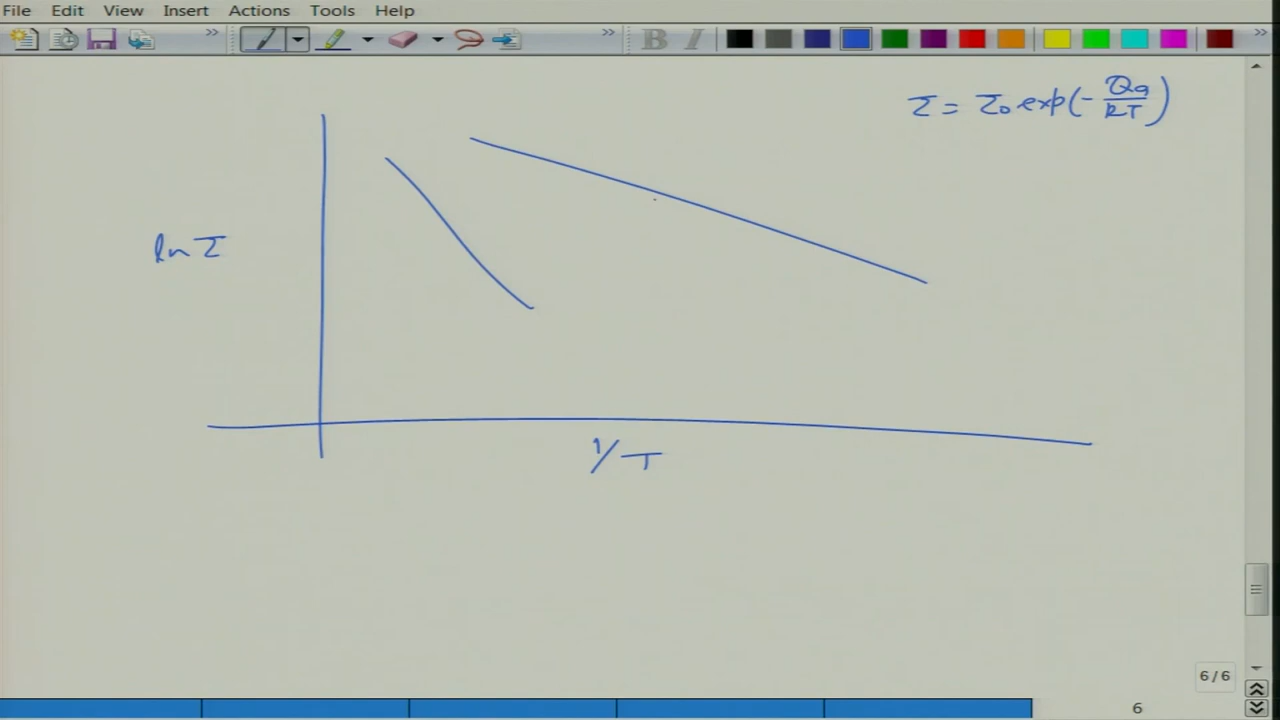 File Edit View Insert Actions Tools Help
B I
τ = τ₀ exp(- Qa/RT)
ln τ
1/T
6 / 6
6